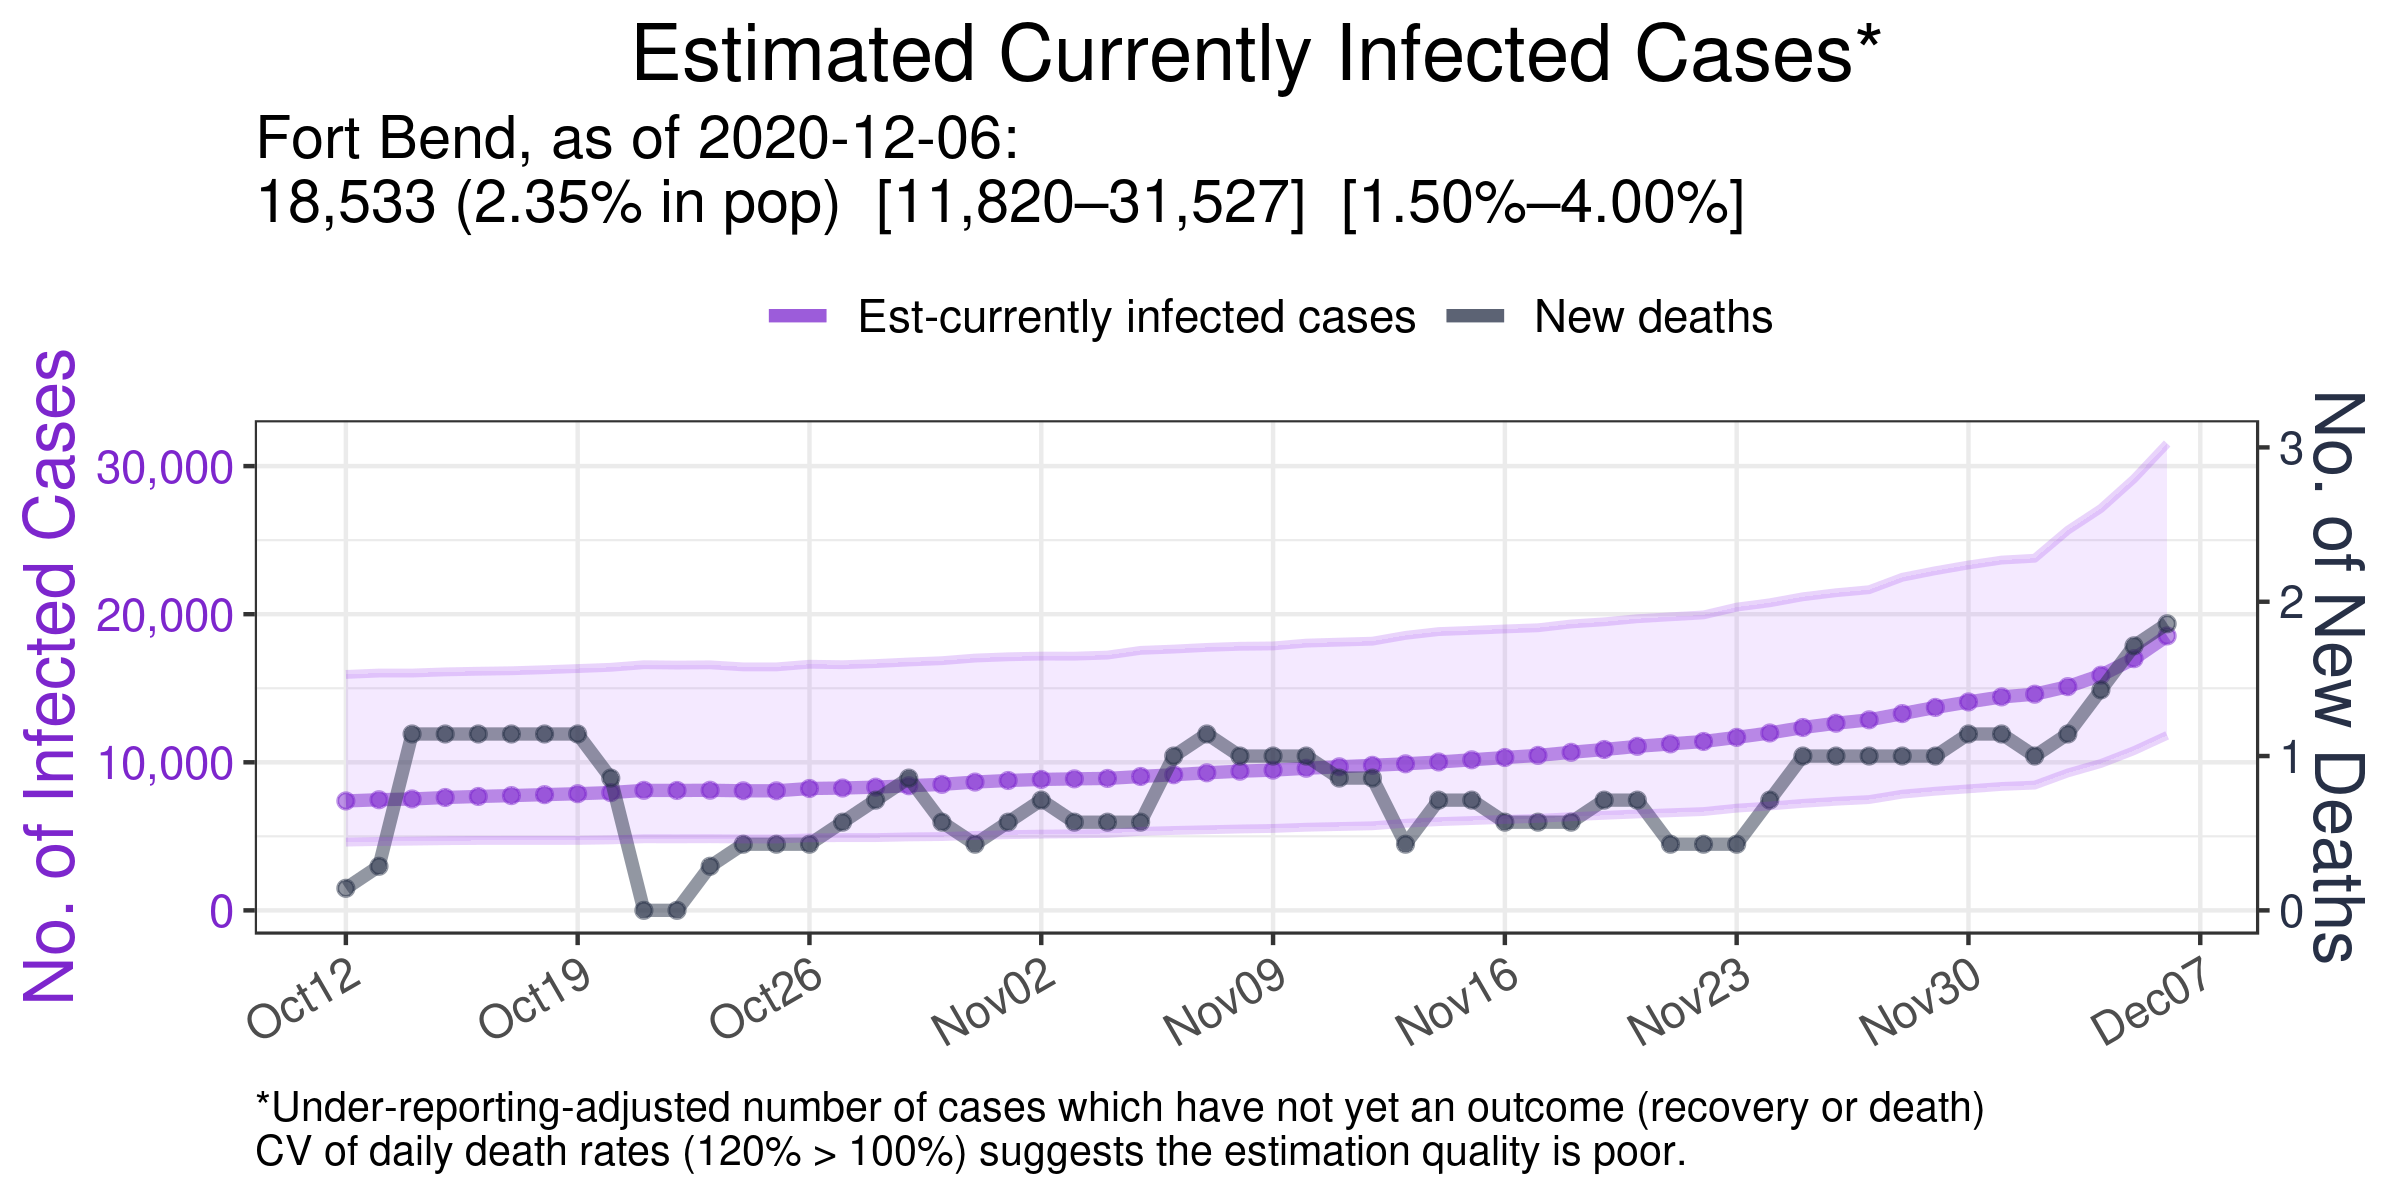 Estimated Currently Infected Cases*
Fort Bend, as of 2020-12-06:
18,533 (2.35% in pop)  [11,820–31,527]  [1.50%–4.00%]
Est-currently infected cases
New deaths
No. of Infected Cases
30,000
20,000
10,000
0
No. of New Deaths
3
2
1
0
Oct12
Oct19
Oct26
Nov02
Nov09
Nov16
Nov23
Nov30
Dec07
*Under-reporting-adjusted number of cases which have not yet an outcome (recovery or death)
CV of daily death rates (120% > 100%) suggests the estimation quality is poor.